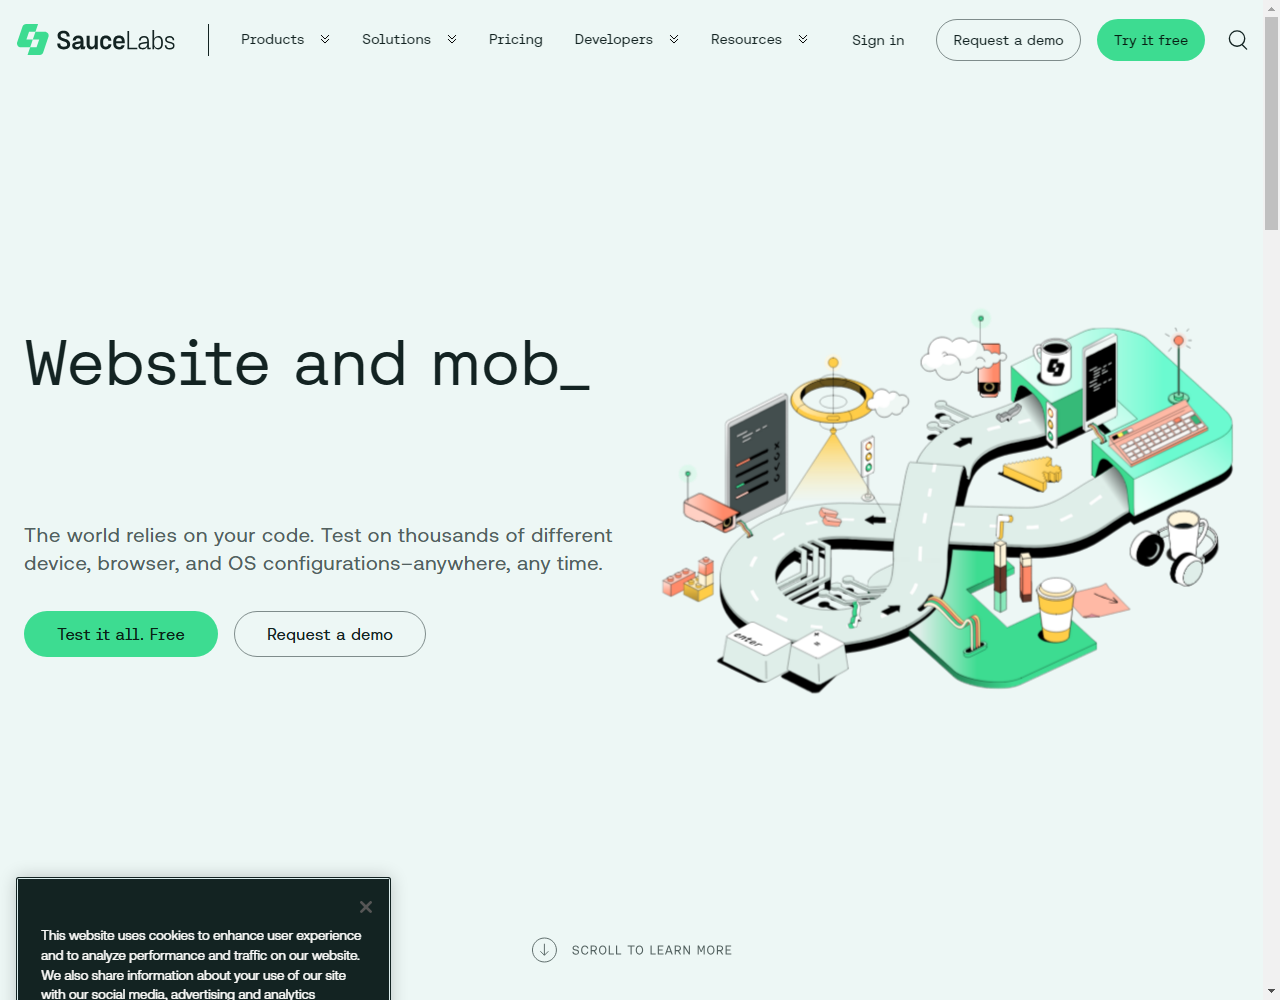 SauceLabs
Products
Solutions
Pricing
Developers
Resources
Sign in
Request a demo
Try it free
Website and mob_
The world relies on your code. Test on thousands of different
device, browser, and OS configurations–anywhere, any time.
Test it all. Free
Request a demo
enter
SCROLL TO LEARN MORE
This website uses cookies to enhance user experience
and to analyze performance and traffic on our website.
We also share information about your use of our site
with our social media, advertising and analytics